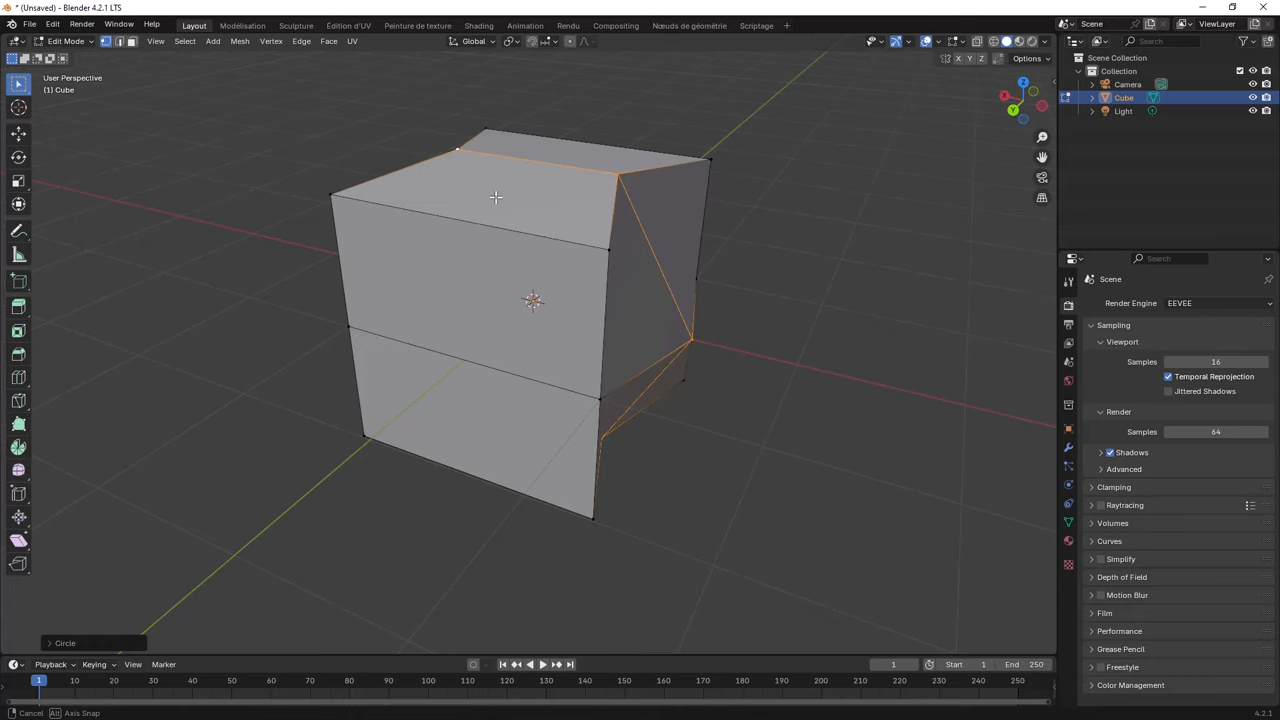 * (Unsaved) - Blender 4.2.1 LTS
File Edit Render Window Help Layout Modélisation Sculpture Édition d'UV Peinture de texture Shading Animation Rendu Compositing Nœuds de géométrie Scriptage + Scene ViewLayer
Edit Mode View Select Add Mesh Vertex Edge Face UV Global Search
X Y Z Options
User Perspective
(1) Cube
Scene Collection
Collection
Camera
Cube
Light
Z
X
Y
Search
Scene
Render Engine EEVEE
Sampling
Viewport
Samples 16
Temporal Reprojection
Jittered Shadows
Render
Samples 64
Shadows
Advanced
Clamping
Raytracing
Volumes
Curves
Simplify
Depth of Field
Motion Blur
Film
Performance
Grease Pencil
Freestyle
Color Management
Circle
Playback Keying View Marker 1 Start 1 End 250
1 10 20 30 40 50 60 70 80 90 100 110 120 130 140 150 160 170 180 190 200 210 220 230 240 250
Cancel Alt Axis Snap 4.2.1